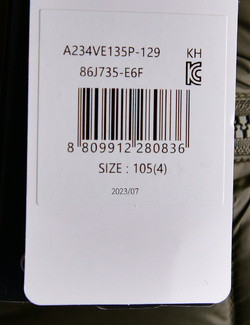 A234VE135P-129 KH
86J735-E6F
8 809912 280836
SIZE : 105(4)
2023/07